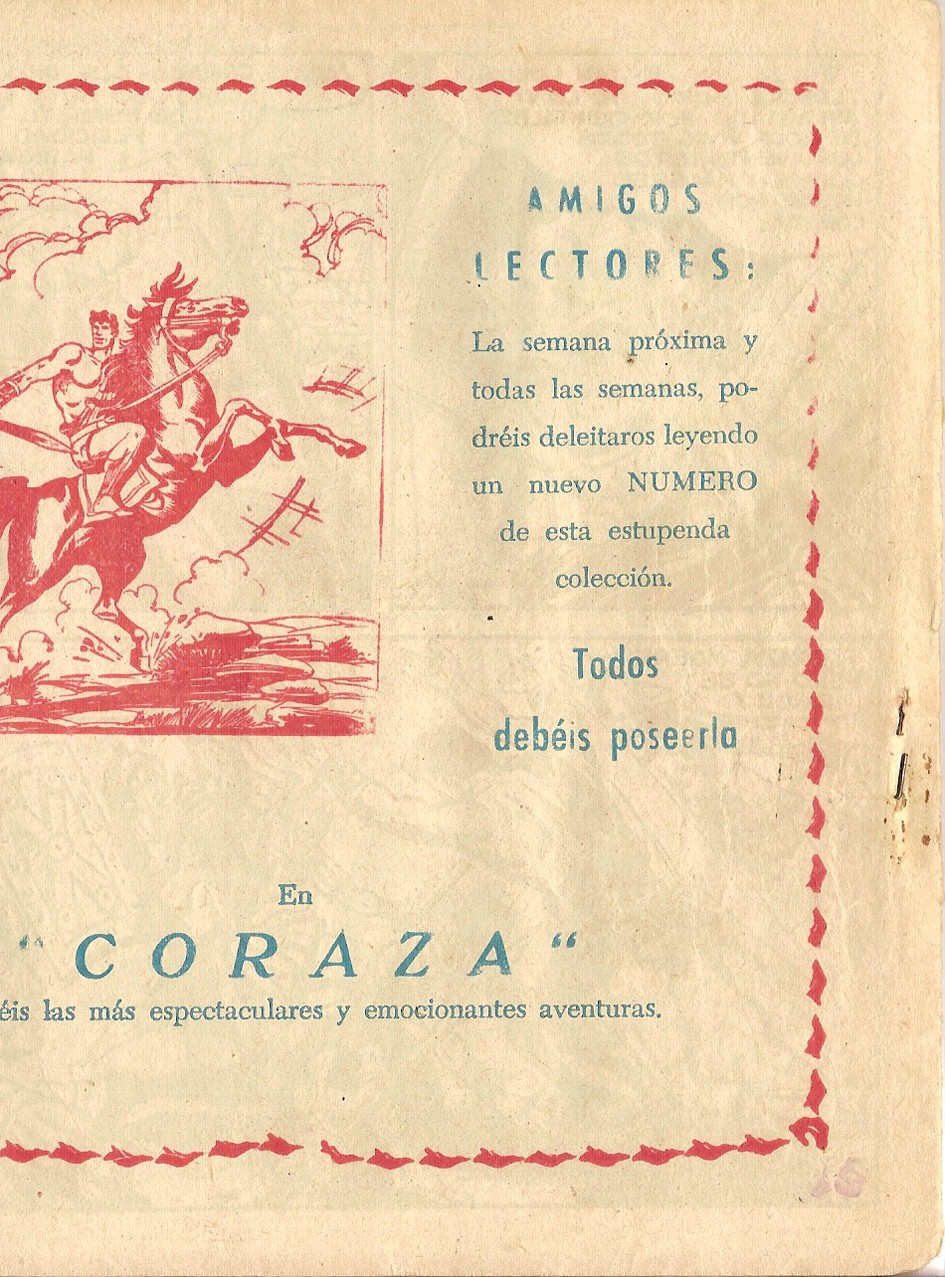 AMIGOS
LECTORES:
La semana próxima y
todas las semanas, po-
dréis deleitaros leyendo
un nuevo NUMERO
de esta estupenda
colección.
Todos
debéis poseerla
En
"CORAZA"
éis las más espectaculares y emocionantes aventuras.